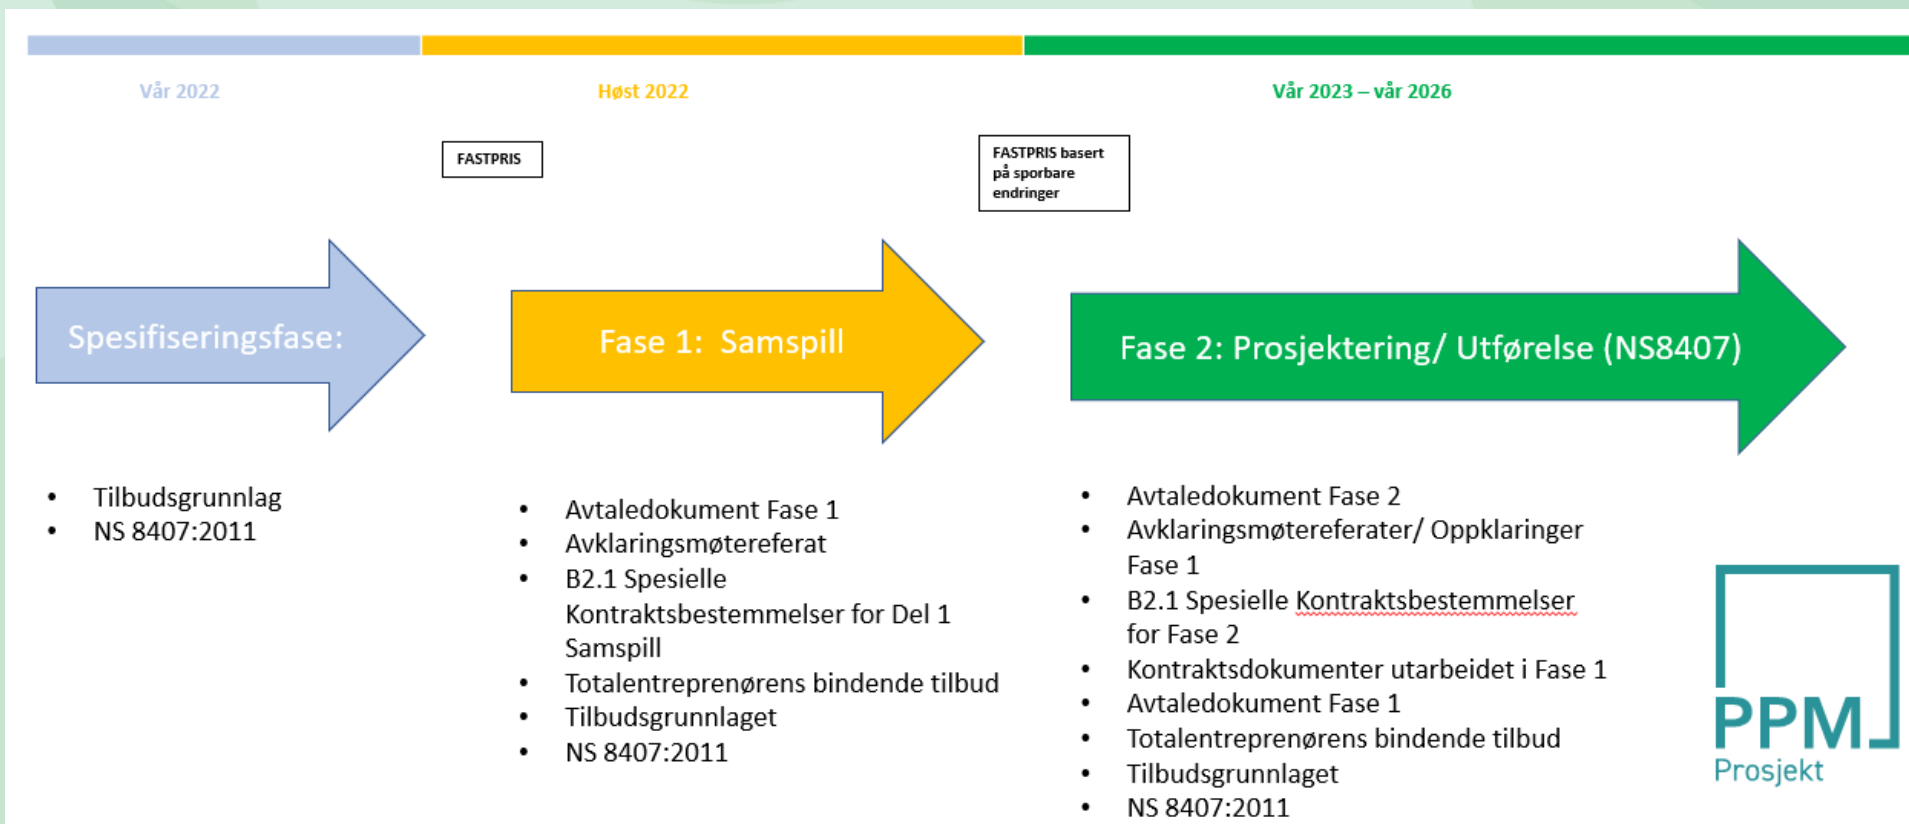 Vår 2022
Høst 2022
Vår 2023 – vår 2026
FASTPRIS
FASTPRIS basert
på sporbare
endringer
Spesifiseringsfase:
Fase 1: Samspill
Fase 2: Prosjektering/ Utførelse (NS8407)
• Tilbudsgrunnlag
• NS 8407:2011
• Avtaledokument Fase 1
• Avklaringsmøtereferat
• B2.1 Spesielle
Kontraktsbestemmelser for Del 1
Samspill
• Totalentreprenørens bindende tilbud
• Tilbudsgrunnlaget
• NS 8407:2011
• Avtaledokument Fase 2
• Avklaringsmøtereferater/ Oppklaringer
Fase 1
• B2.1 Spesielle Kontraktsbestemmelser
for Fase 2
• Kontraktsdokumenter utarbeidet i Fase 1
• Avtaledokument Fase 1
• Totalentreprenørens bindende tilbud
• Tilbudsgrunnlaget
• NS 8407:2011
PPM
Prosjekt